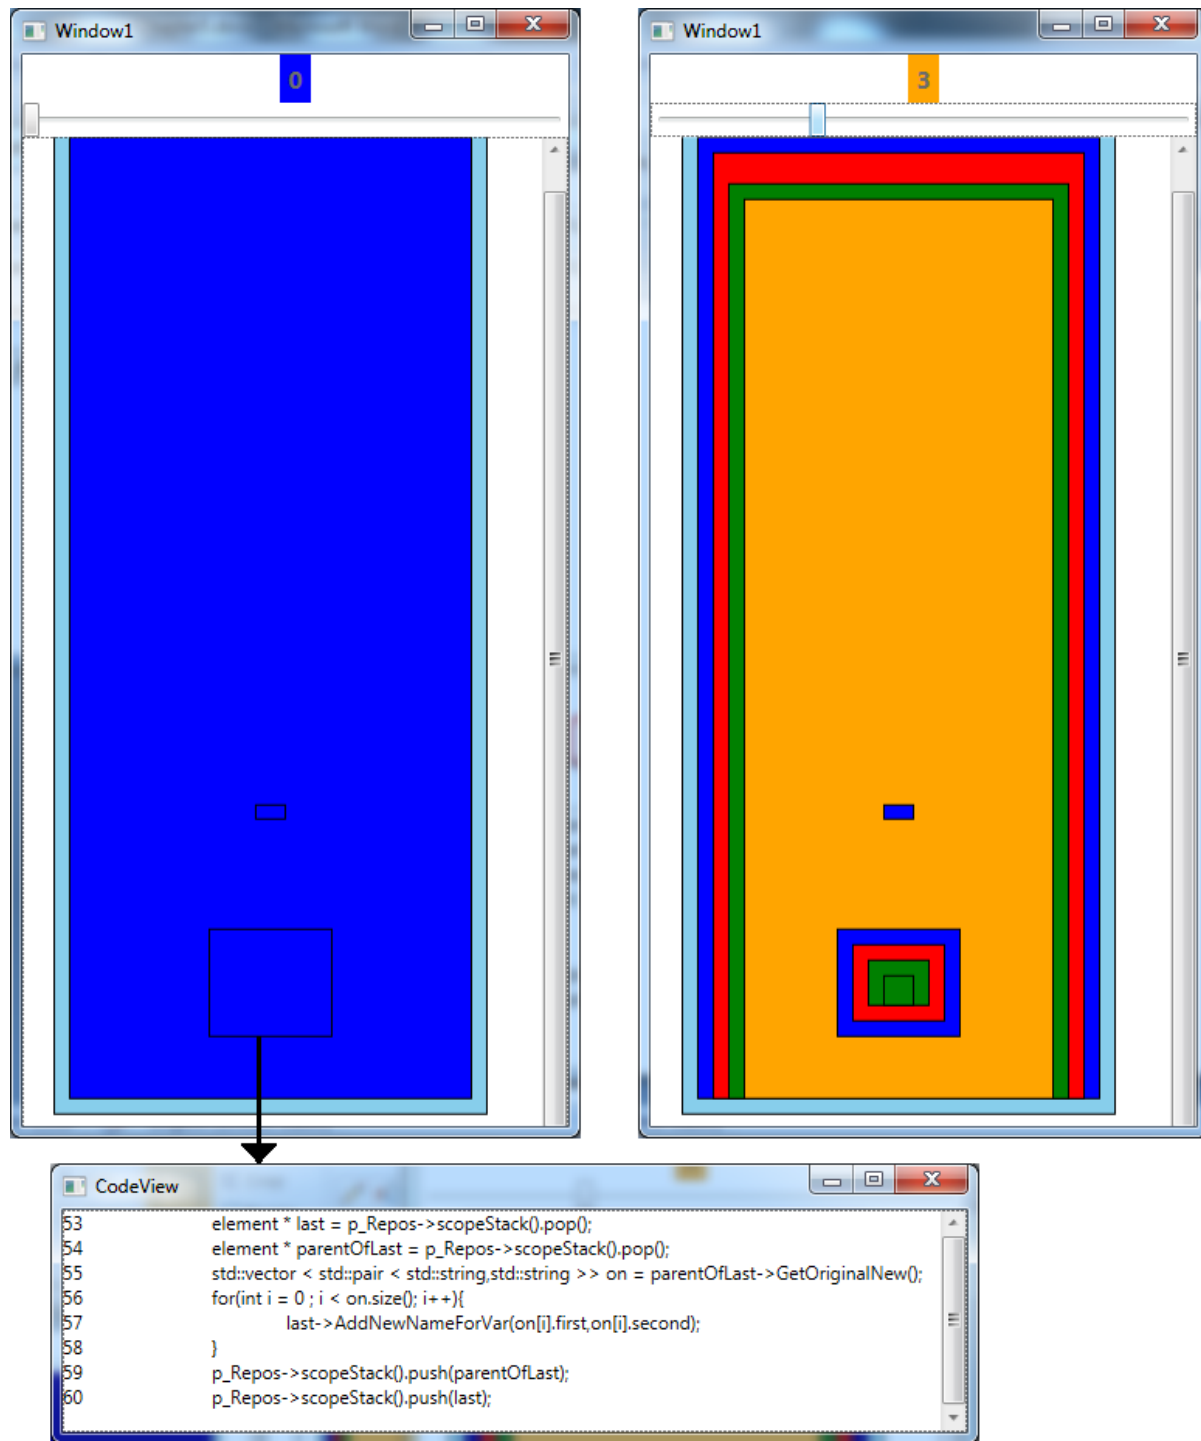 Window1
0
Window1
3
CodeView
53 element * last = p_Repos->scopeStack().pop();
54 element * parentOfLast = p_Repos->scopeStack().pop();
55 std::vector < std::pair < std::string,std::string >> on = parentOfLast->GetOriginalNew();
56 for(int i = 0 ; i < on.size(); i++){
57 last->AddNewNameForVar(on[i].first,on[i].second);
58 }
59 p_Repos->scopeStack().push(parentOfLast);
60 p_Repos->scopeStack().push(last);